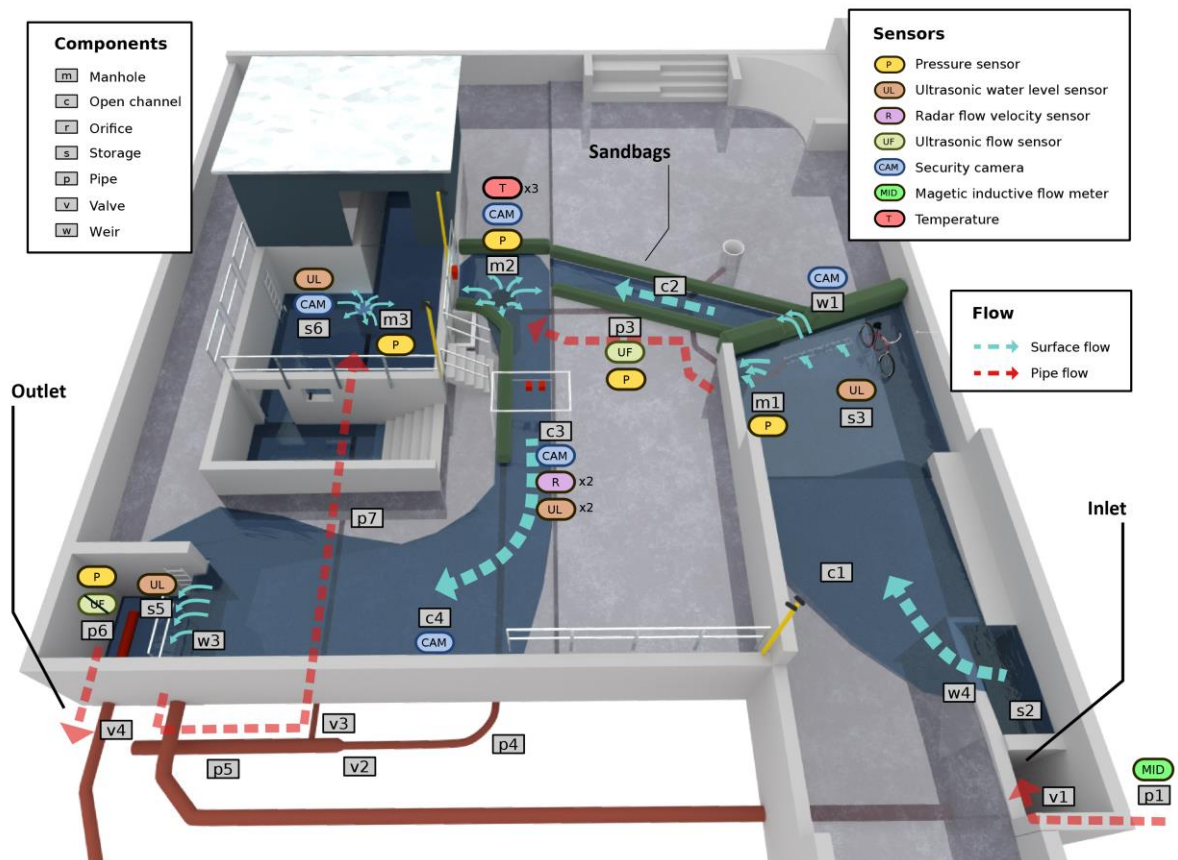 Components
m Manhole
c Open channel
r Orifice
s Storage
p Pipe
v Valve
w Weir
Sensors
P Pressure sensor
UL Ultrasonic water level sensor
R Radar flow velocity sensor
UF Ultrasonic flow sensor
CAM Security camera
MID Magetic inductive flow meter
T Temperature
Sandbags
T x3
CAM
P
m2
UL
CAM
s6
m3
P
c2
CAM
w1
p3
UF
P
Flow
Surface flow
Pipe flow
m1
P
UL
s3
Outlet
c3
CAM
R x2
UL x2
p7
Inlet
P
UF
p6
UL
s5
w3
c4
CAM
c1
w4
s2
v4
v3
p4
p5
v2
v1
MID
p1